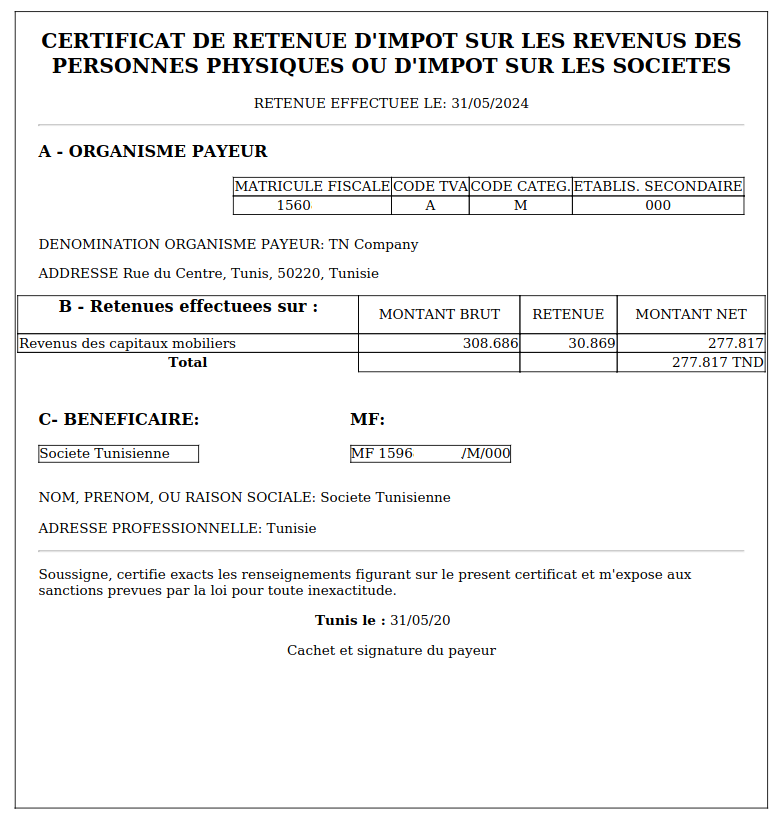 CERTIFICAT DE RETENUE D'IMPOT SUR LES REVENUS DES
PERSONNES PHYSIQUES OU D'IMPOT SUR LES SOCIETES
RETENUE EFFECTUEE LE: 31/05/2024
A - ORGANISME PAYEUR
MATRICULE FISCALE CODE TVA CODE CATEG. ETABLIS. SECONDAIRE
1560 A M 000
DENOMINATION ORGANISME PAYEUR: TN Company
ADDRESSE Rue du Centre, Tunis, 50220, Tunisie
B - Retenues effectuees sur : MONTANT BRUT RETENUE MONTANT NET
Revenus des capitaux mobiliers 308.686 30.869 277.817
Total 277.817 TND
C- BENEFICAIRE: MF:
Societe Tunisienne MF 1596 /M/000
NOM, PRENOM, OU RAISON SOCIALE: Societe Tunisienne
ADRESSE PROFESSIONNELLE: Tunisie
Soussigne, certifie exacts les renseignements figurant sur le present certificat et m'expose aux
sanctions prevues par la loi pour toute inexactitude.
Tunis le : 31/05/20
Cachet et signature du payeur